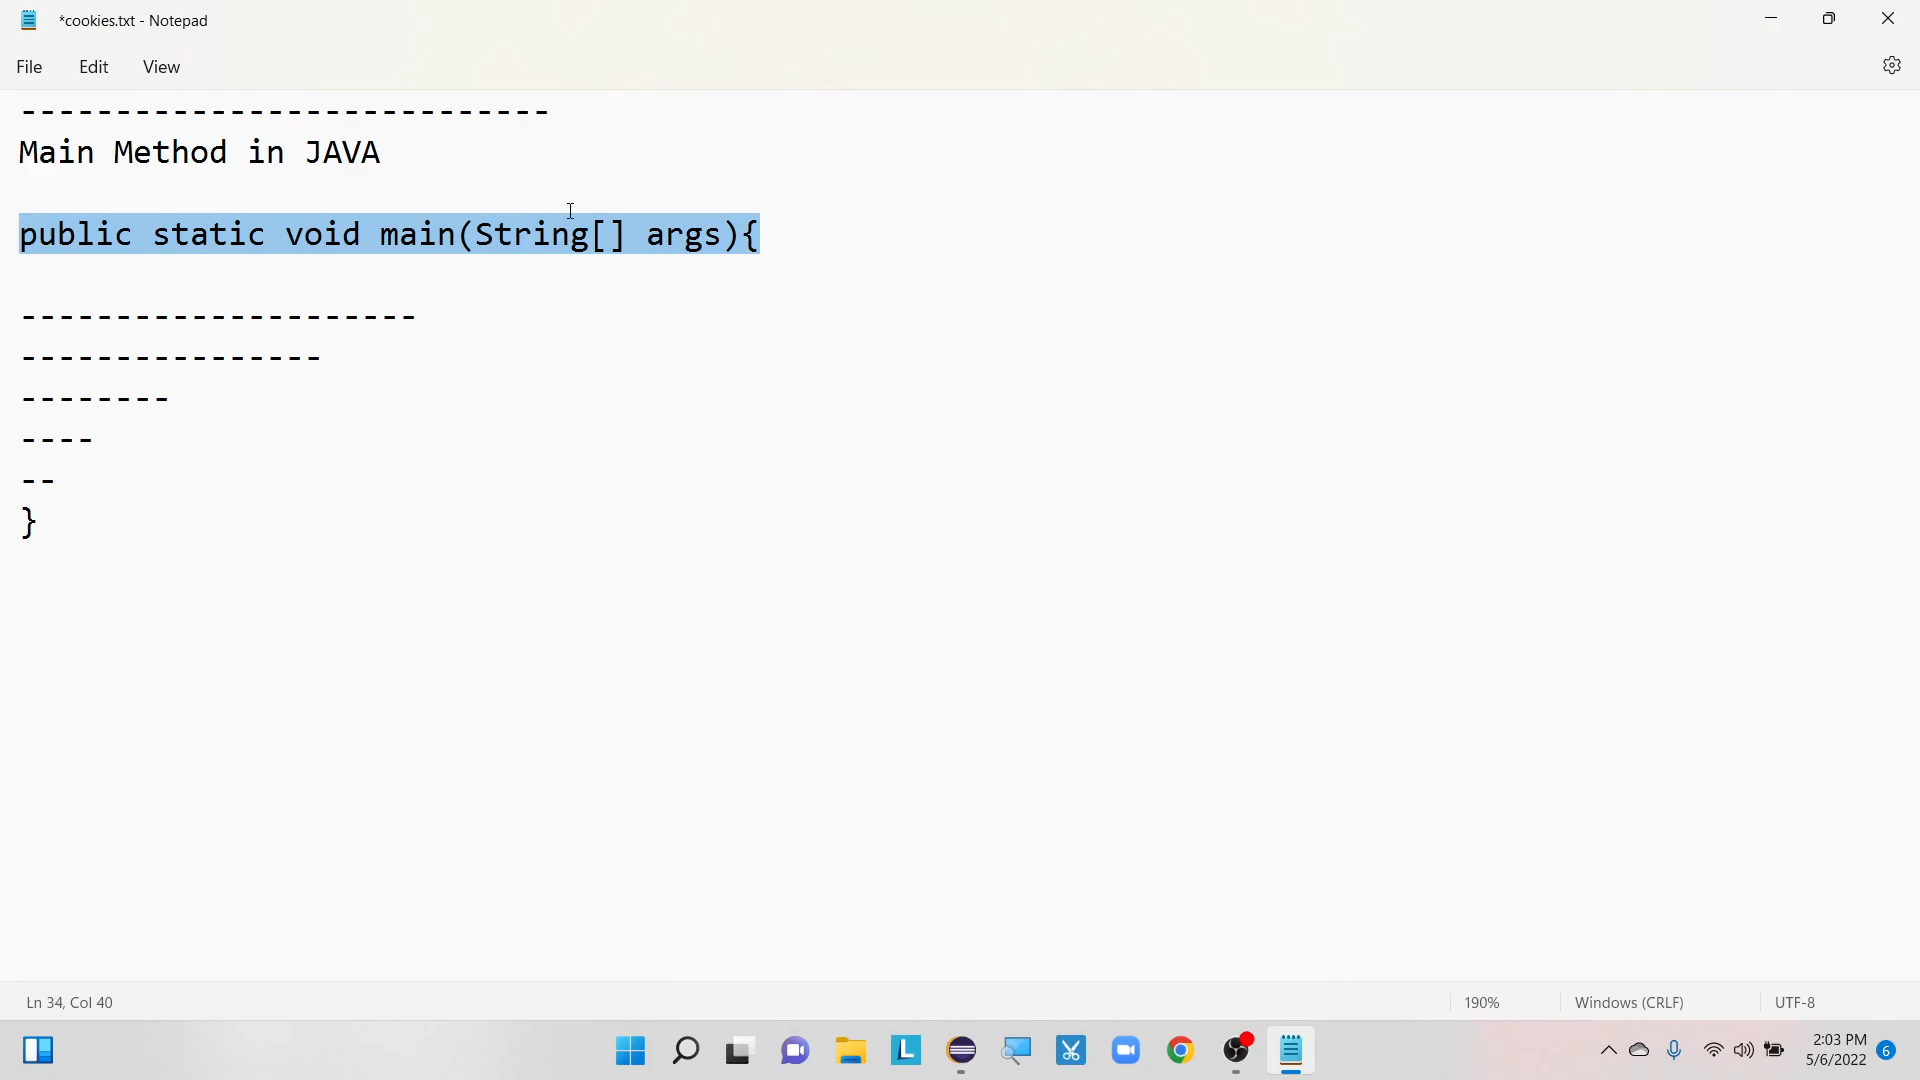 *cookies.txt - Notepad
File Edit View
----------------------------
Main Method in JAVA
public static void main(String[] args){
---------------------
----------------
--------
----
--
}
Ln 34, Col 40 190% Windows (CRLF) UTF-8
2:03 PM
5/6/2022 6